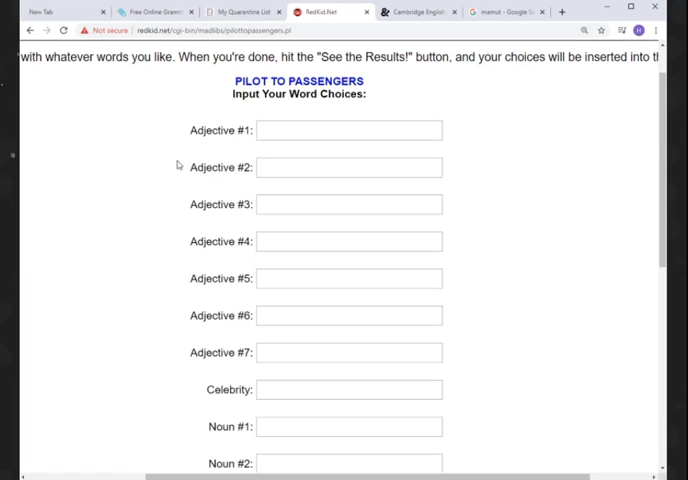 New Tab
Free Online Gramm
My Quarantine List
RedKid.Net
Cambridge English
mamut - Google Se
Not secure
redkid.net/cgi-bin/madlibs/pilottopassengers.pl
H
with whatever words you like. When you're done, hit the "See the Results!" button, and your choices will be inserted into th
PILOT TO PASSENGERS
Input Your Word Choices:
Adjective #1:
Adjective #2:
Adjective #3:
Adjective #4:
Adjective #5:
Adjective #6:
Adjective #7:
Celebrity:
Noun #1:
Noun #2: